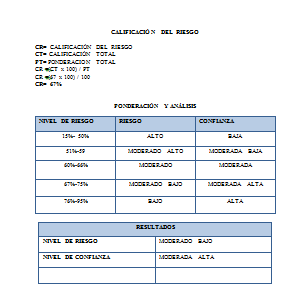 CALIFICACIÓN DEL RIESGO
CR= CALIFICACIÓN DEL RIESGO
CT= CALIFICACIÓN TOTAL
PT= PONDERACION TOTAL
CR =(CT x 100) / PT
CR =(67 x 100) / 100
CR= 67%
PONDERACIÓN Y ANÁLISIS
NIVEL DE RIESGO RIESGO CONFIANZA
15%- 50% ALTO BAJA
51%-59 MODERADO ALTO MODERADA BAJA
60%-66% MODERADO MODERADA
67%-75% MODERADO BAJO MODERADA ALTA
76%-95% BAJO ALTA
RESULTADOS
NIVEL DE RIESGO MODERADO BAJO
NIVEL DE CONFIANZA MODERADA ALTA